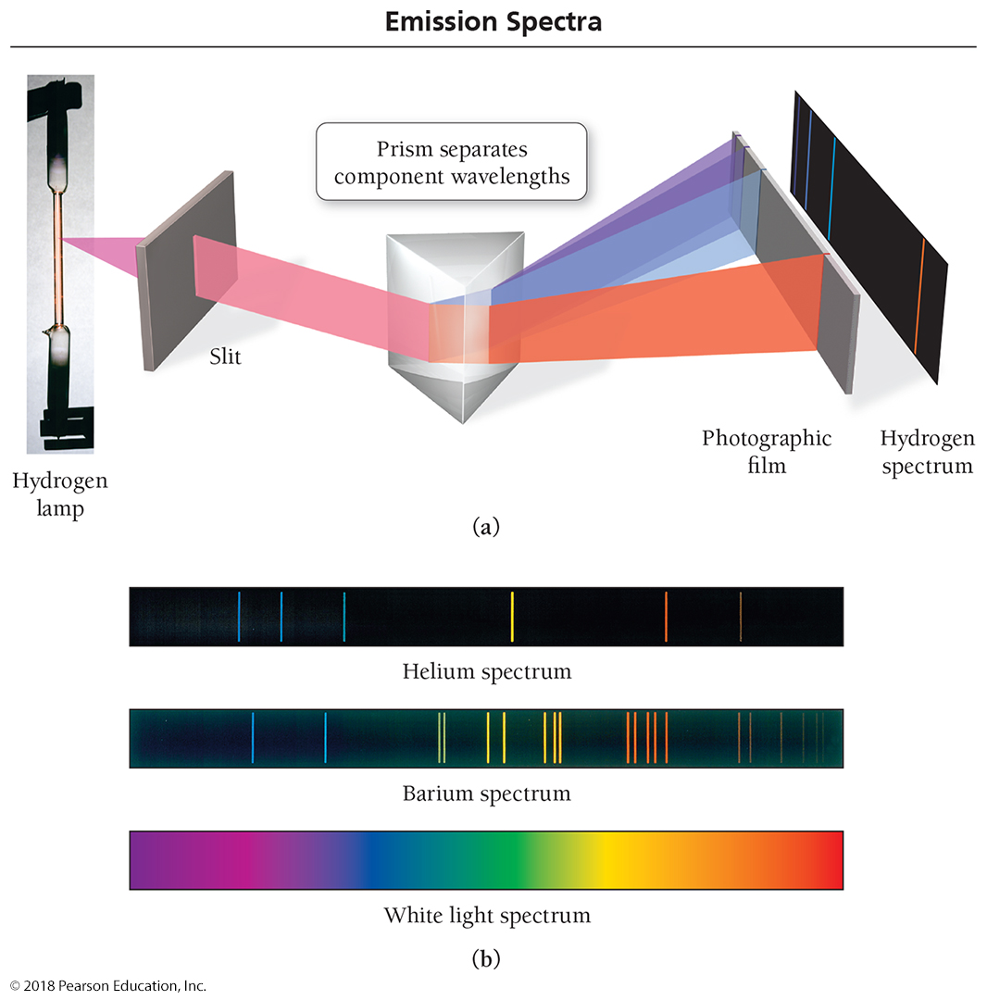 Emission Spectra
Prism separates
component wavelengths
Slit
Photographic
film
Hydrogen
spectrum
Hydrogen
lamp
(a)
Helium spectrum
Barium spectrum
White light spectrum
(b)
© 2018 Pearson Education, Inc.